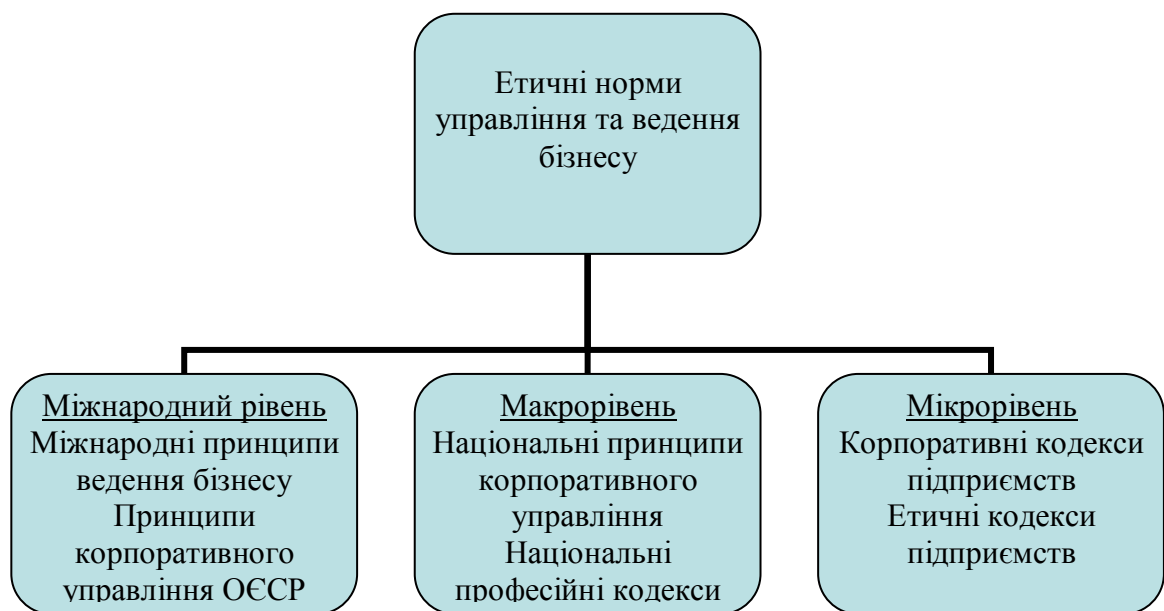 Етичні норми
управління та ведення
бізнесу
Міжнародний рівень
Міжнародні принципи
ведення бізнесу
Принципи
корпоративного
управління ОЄСР
Макрорівень
Національні принципи
корпоративного
управління
Національні
професійні кодекси
Мікрорівень
Корпоративні кодекси
підприємств
Етичні кодекси
підприємств